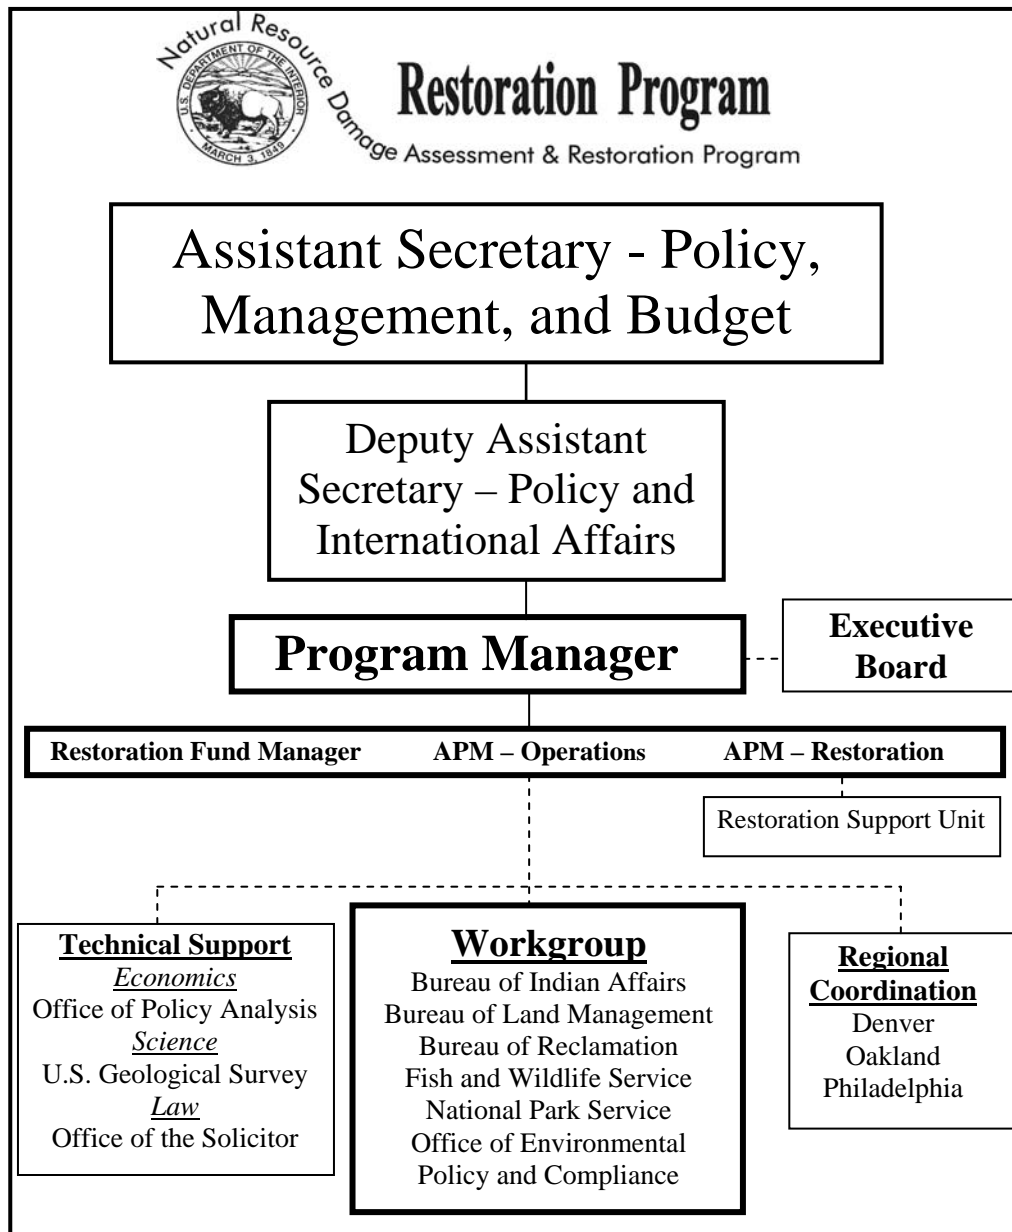 Natural Resource Damage Assessment & Restoration Program
U.S. DEPARTMENT OF THE INTERIOR
MARCH 3, 1849
Restoration Program
Assistant Secretary - Policy,
Management, and Budget
Deputy Assistant
Secretary – Policy and
International Affairs
Program Manager
Executive
Board
Restoration Fund Manager APM – Operations APM – Restoration
Restoration Support Unit
Technical Support
Economics
Office of Policy Analysis
Science
U.S. Geological Survey
Law
Office of the Solicitor
Workgroup
Bureau of Indian Affairs
Bureau of Land Management
Bureau of Reclamation
Fish and Wildlife Service
National Park Service
Office of Environmental
Policy and Compliance
Regional
Coordination
Denver
Oakland
Philadelphia